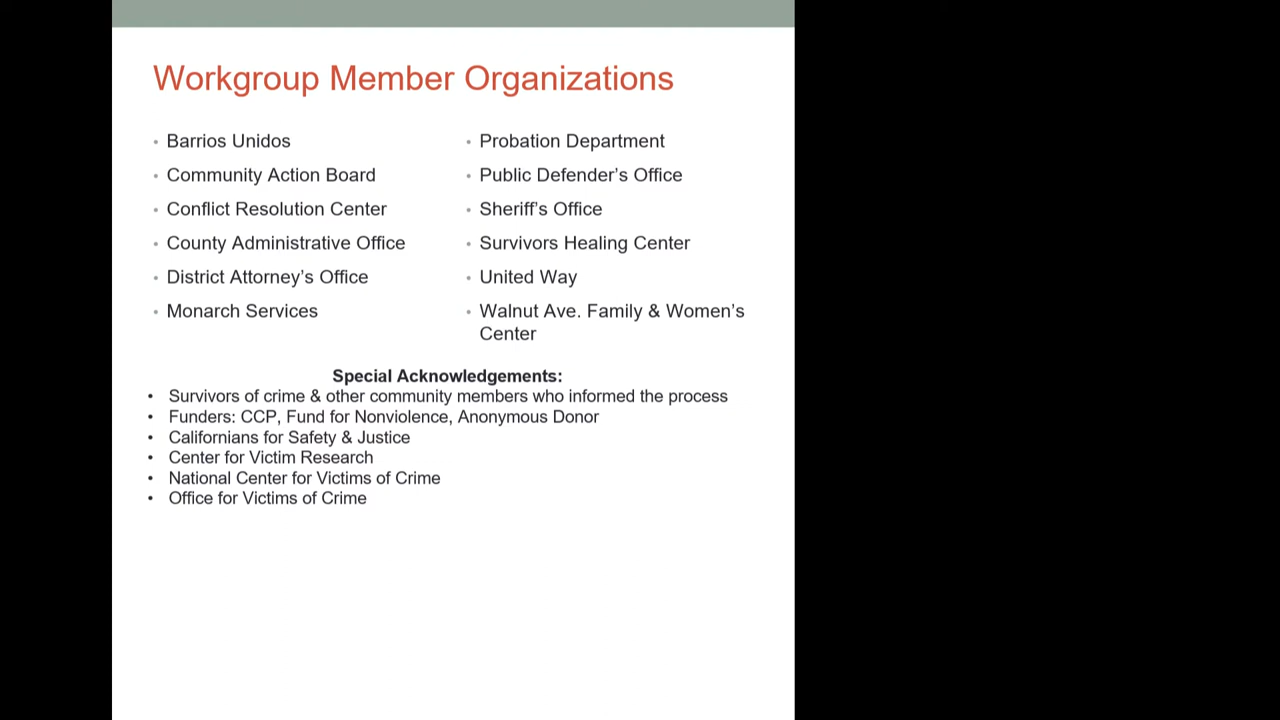 Workgroup Member Organizations
• Barrios Unidos
• Community Action Board
• Conflict Resolution Center
• County Administrative Office
• District Attorney’s Office
• Monarch Services
• Probation Department
• Public Defender’s Office
• Sheriff’s Office
• Survivors Healing Center
• United Way
• Walnut Ave. Family & Women’s
Center
Special Acknowledgements:
• Survivors of crime & other community members who informed the process
• Funders: CCP, Fund for Nonviolence, Anonymous Donor
• Californians for Safety & Justice
• Center for Victim Research
• National Center for Victims of Crime
• Office for Victims of Crime